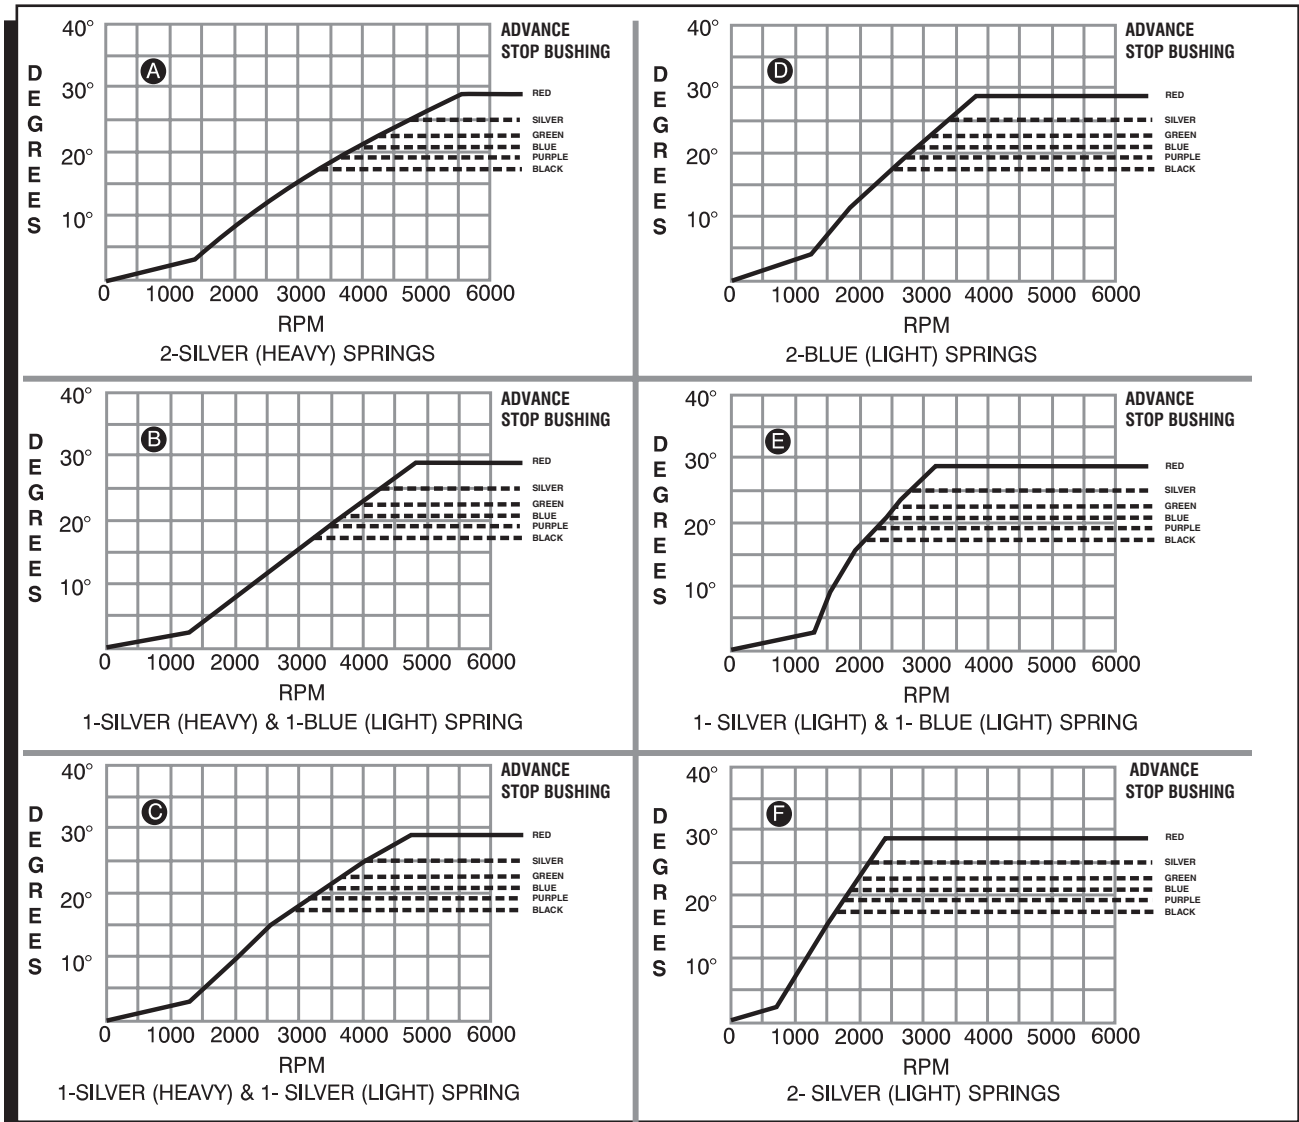 40°
30°
20°
10°
DEGREES
A
ADVANCE
STOP BUSHING
RED
SILVER
GREEN
BLUE
PURPLE
BLACK
0 1000 2000 3000 4000 5000 6000
RPM
2-SILVER (HEAVY) SPRINGS
40°
30°
20°
10°
DEGREES
D
ADVANCE
STOP BUSHING
RED
SILVER
GREEN
BLUE
PURPLE
BLACK
0 1000 2000 3000 4000 5000 6000
RPM
2-BLUE (LIGHT) SPRINGS
40°
30°
20°
10°
DEGREES
B
ADVANCE
STOP BUSHING
RED
SILVER
GREEN
BLUE
PURPLE
BLACK
0 1000 2000 3000 4000 5000 6000
RPM
1-SILVER (HEAVY) & 1-BLUE (LIGHT) SPRING
40°
30°
20°
10°
DEGREES
E
ADVANCE
STOP BUSHING
RED
SILVER
GREEN
BLUE
PURPLE
BLACK
0 1000 2000 3000 4000 5000 6000
RPM
1- SILVER (LIGHT) & 1- BLUE (LIGHT) SPRING
40°
30°
20°
10°
DEGREES
C
ADVANCE
STOP BUSHING
RED
SILVER
GREEN
BLUE
PURPLE
BLACK
0 1000 2000 3000 4000 5000 6000
RPM
1-SILVER (HEAVY) & 1- SILVER (LIGHT) SPRING
40°
30°
20°
10°
DEGREES
F
ADVANCE
STOP BUSHING
RED
SILVER
GREEN
BLUE
PURPLE
BLACK
0 1000 2000 3000 4000 5000 6000
RPM
2- SILVER (LIGHT) SPRINGS